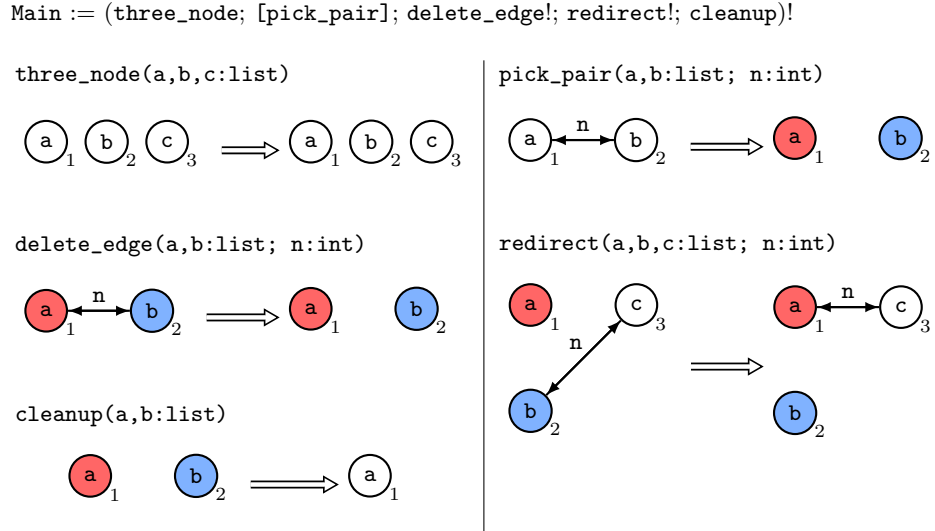 Main := (three_node; [pick_pair]; delete_edge!; redirect!; cleanup)!
three_node(a,b,c:list)
a 1 b 2 c 3 a 1 b 2 c 3
delete_edge(a,b:list; n:int)
a 1 n b 2 a 1 b 2
cleanup(a,b:list)
a 1 b 2 a 1
pick_pair(a,b:list; n:int)
a 1 n b 2 a 1 b 2
redirect(a,b,c:list; n:int)
a 1 c 3 a 1 n c 3
n
b 2 b 2